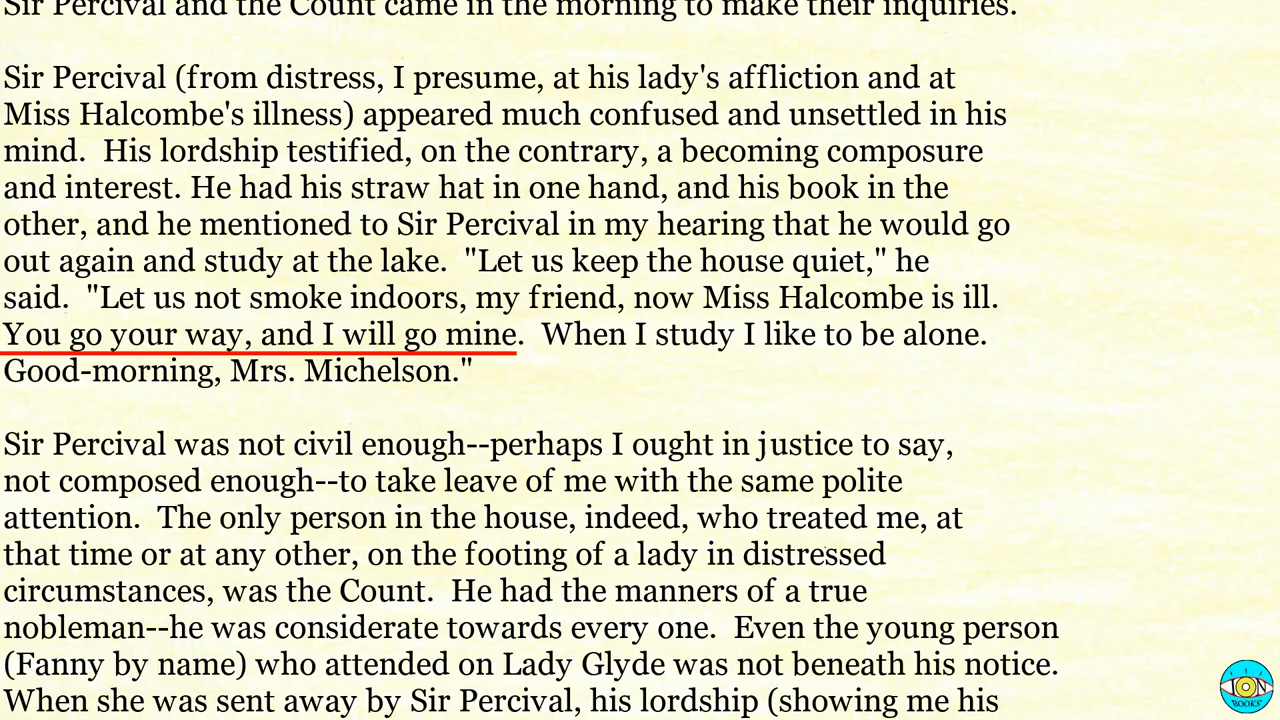 Sir Percival and the Count came in the morning to make their inquiries.
Sir Percival (from distress, I presume, at his lady's affliction and at
Miss Halcombe's illness) appeared much confused and unsettled in his
mind.  His lordship testified, on the contrary, a becoming composure
and interest. He had his straw hat in one hand, and his book in the
other, and he mentioned to Sir Percival in my hearing that he would go
out again and study at the lake.  "Let us keep the house quiet," he
said.  "Let us not smoke indoors, my friend, now Miss Halcombe is ill.
You go your way, and I will go mine.  When I study I like to be alone.
Good-morning, Mrs. Michelson."
Sir Percival was not civil enough--perhaps I ought in justice to say,
not composed enough--to take leave of me with the same polite
attention.  The only person in the house, indeed, who treated me, at
that time or at any other, on the footing of a lady in distressed
circumstances, was the Count.  He had the manners of a true
nobleman--he was considerate towards every one.  Even the young person
(Fanny by name) who attended on Lady Glyde was not beneath his notice.
When she was sent away by Sir Percival, his lordship (showing me his
ION
BOOKS